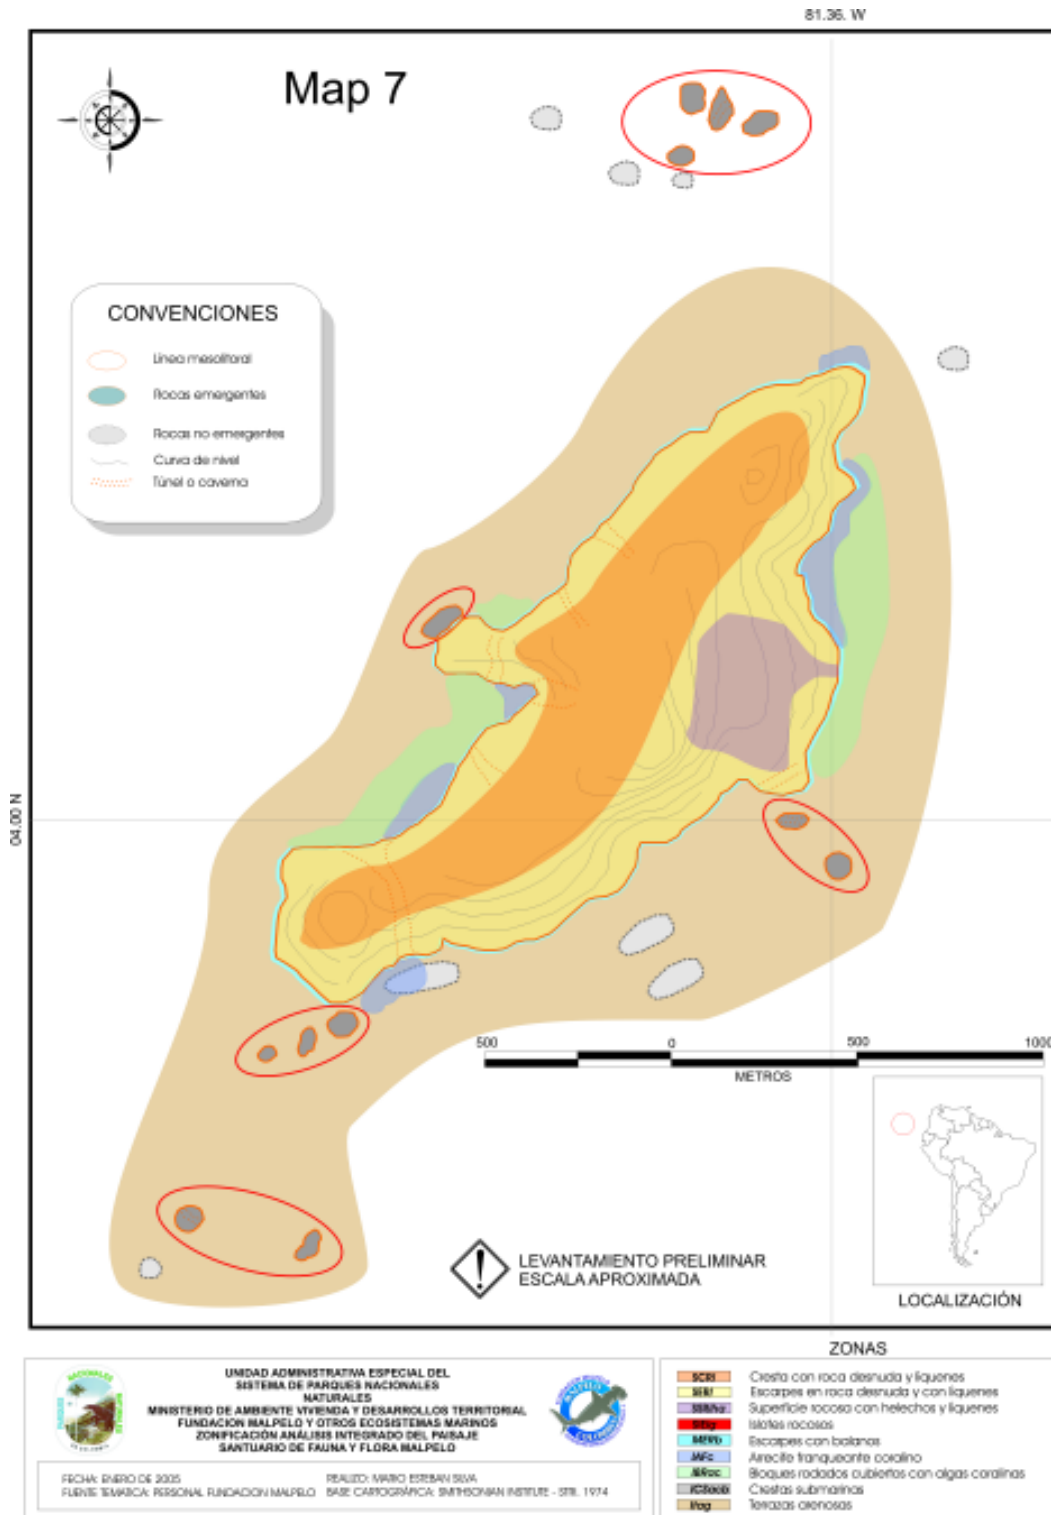 81.36. W
Map 7
CONVENCIONES
Línea mesolitoral
Rocas emergentes
Rocas no emergentes
Curva de nivel
Túnel o caverna
04.00 N
500 0 500 1000
METROS
LEVANTAMIENTO PRELIMINAR
ESCALA APROXIMADA
LOCALIZACIÓN
UNIDAD ADMINISTRATIVA ESPECIAL DEL
SISTEMA DE PARQUES NACIONALES
NATURALES
MINISTERIO DE AMBIENTE VIVIENDA Y DESARROLLOS TERRITORIAL
FUNDACION MALPELO Y OTROS ECOSISTEMAS MARINOS
ZONIFICACIÓN ANÁLISIS INTEGRADO DEL PAISAJE
SANTUARIO DE FAUNA Y FLORA MALPELO
FECHA: ENERO DE 2005
REALIZO: MARIO ESTEBAN SILVA
FUENTE TEMATICA: PERSONAL FUNDACION MALPELO
BASE CARTOGRÁFICA: SMITHSONIAN INSTITUTE - STRI. 1974
ZONAS
Cresta con roca desnuda y líquenes
Escarpes en roca desnuda y con líquenes
Superficie rocosa con helechos y líquenes
Islotes rocosos
Escarpes con balanos
Arrecife franqueante coralino
Bloques rodados cubiertos con algas coralinas
Crestas submarinas
Terrazas arenosas